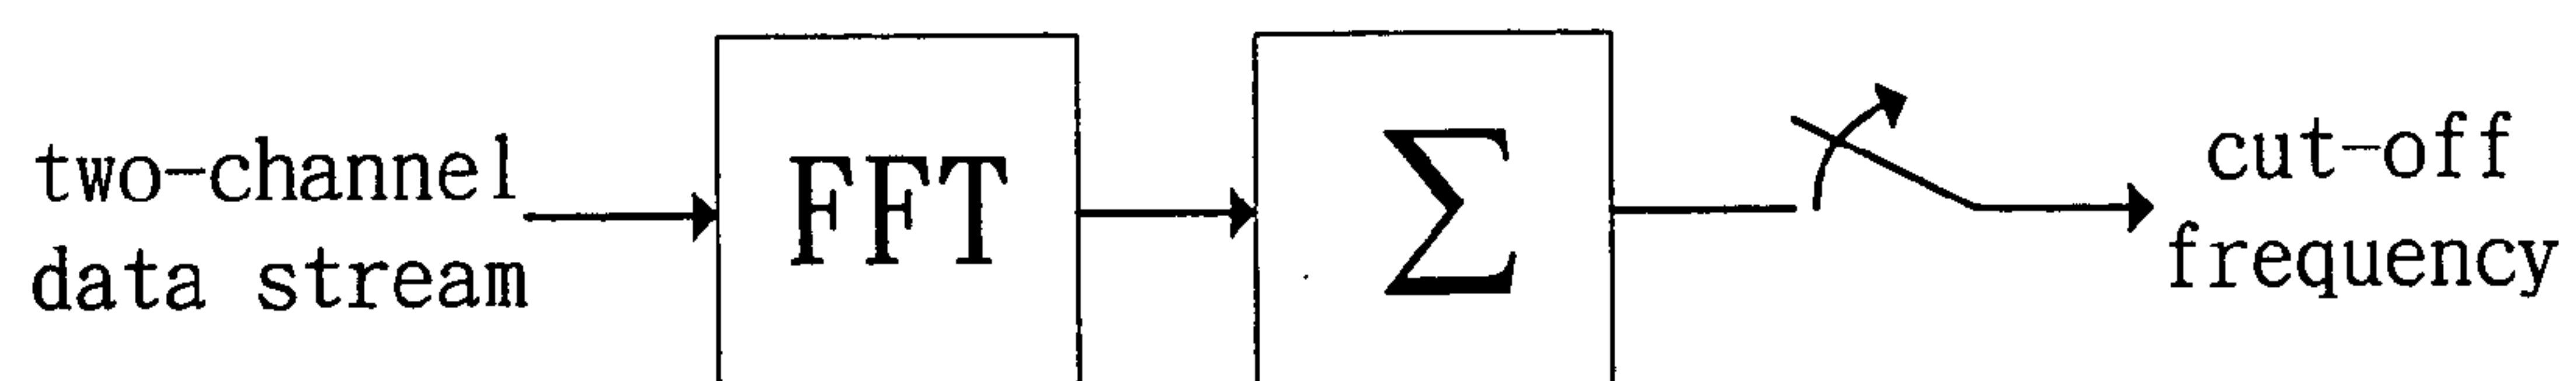 two-channel
data stream
FFT
∑
cut-off
frequency